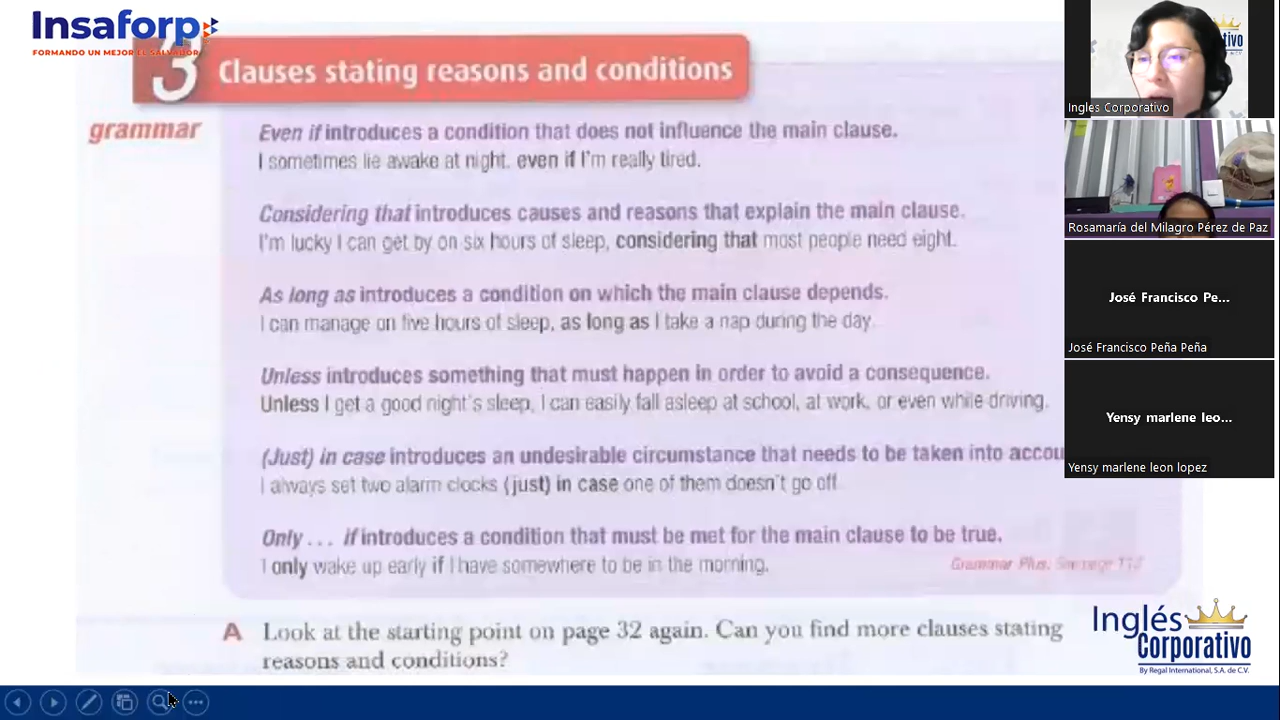 Insaforp
FORMANDO UN MEJOR EL SALVADOR
3 Clauses stating reasons and conditions
grammar
Even if introduces a condition that does not influence the main clause.
I sometimes lie awake at night, even if I'm really tired.
Considering that introduces causes and reasons that explain the main clause.
I'm lucky I can get by on six hours of sleep, considering that most people need eight.
As long as introduces a condition on which the main clause depends.
I can manage on five hours of sleep, as long as I take a nap during the day.
Unless introduces something that must happen in order to avoid a consequence.
Unless I get a good night's sleep, I can easily fall asleep at school, at work, or even while driving.
(Just) in case introduces an undesirable circumstance that needs to be taken into accou
I always set two alarm clocks (just) in case one of them doesn't go off.
Only . . . if introduces a condition that must be met for the main clause to be true.
I only wake up early if I have somewhere to be in the morning.
Grammar Plus: See page
A Look at the starting point on page 32 again. Can you find more clauses stating
reasons and conditions?
Inglés Corporativo
Rosamaría del Milagro Pérez de Paz
José Francisco Pe...
José Francisco Peña Peña
Yensy marlene leo...
Yensy marlene leon lopez
Inglés
Corporativo
By Regal International, S.A. de C.V.